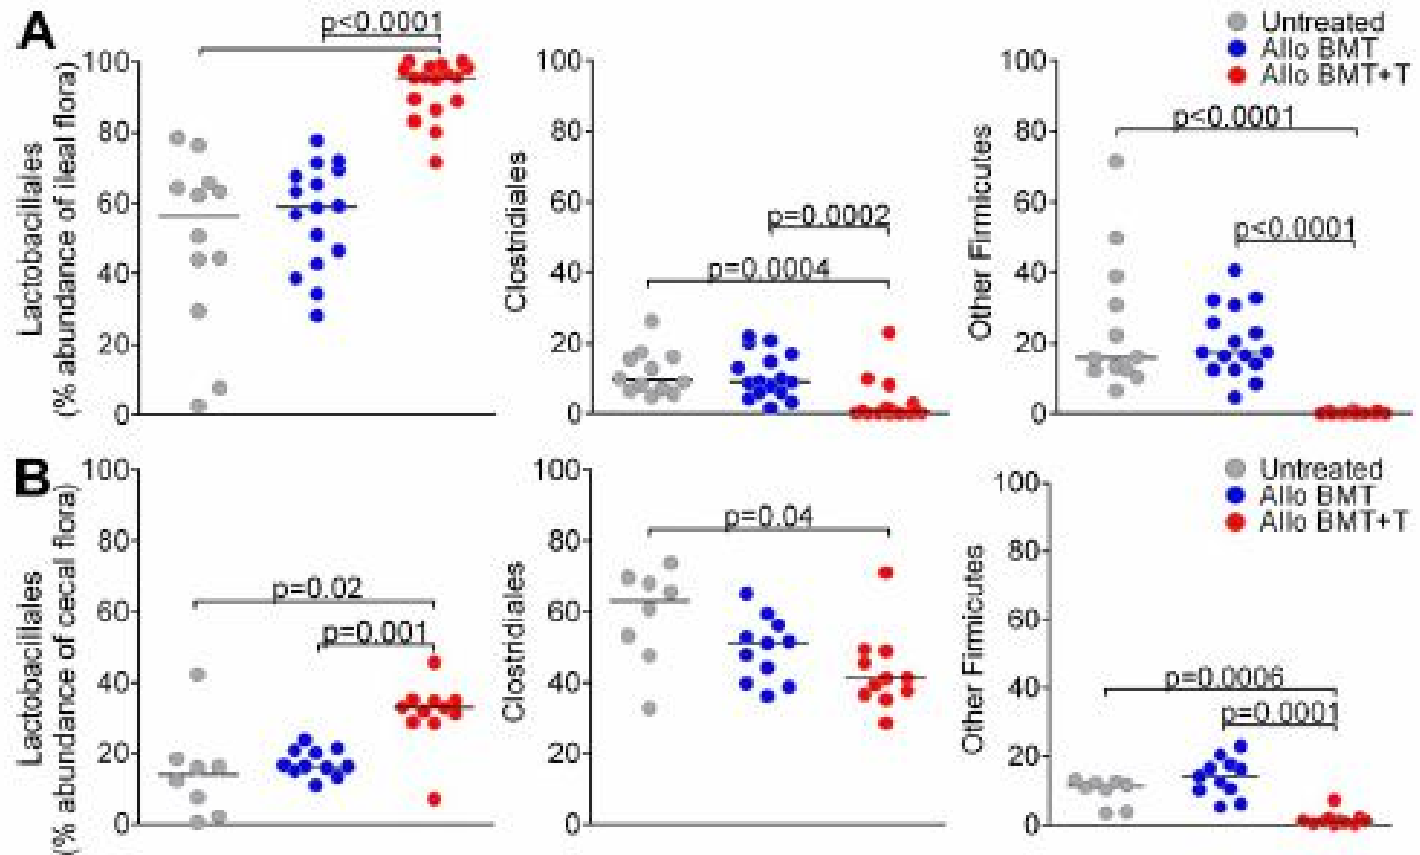 A
p<0.0001
Lactobacillales
(% abundance of ileal flora)
100
80
60
40
20
0
Clostridiales
100
80
60
40
20
0
p=0.0002
p=0.0004
Other Firmicutes
100
80
60
40
20
0
p<0.0001
p<0.0001
Untreated
Allo BMT
Allo BMT+T
B
Lactobacillales
(% abundance of cecal flora)
100
80
60
40
20
0
p=0.02
p=0.001
Clostridiales
100
80
60
40
20
0
p=0.04
Other Firmicutes
100
80
60
40
20
0
p=0.0006
p=0.0001
Untreated
Allo BMT
Allo BMT+T